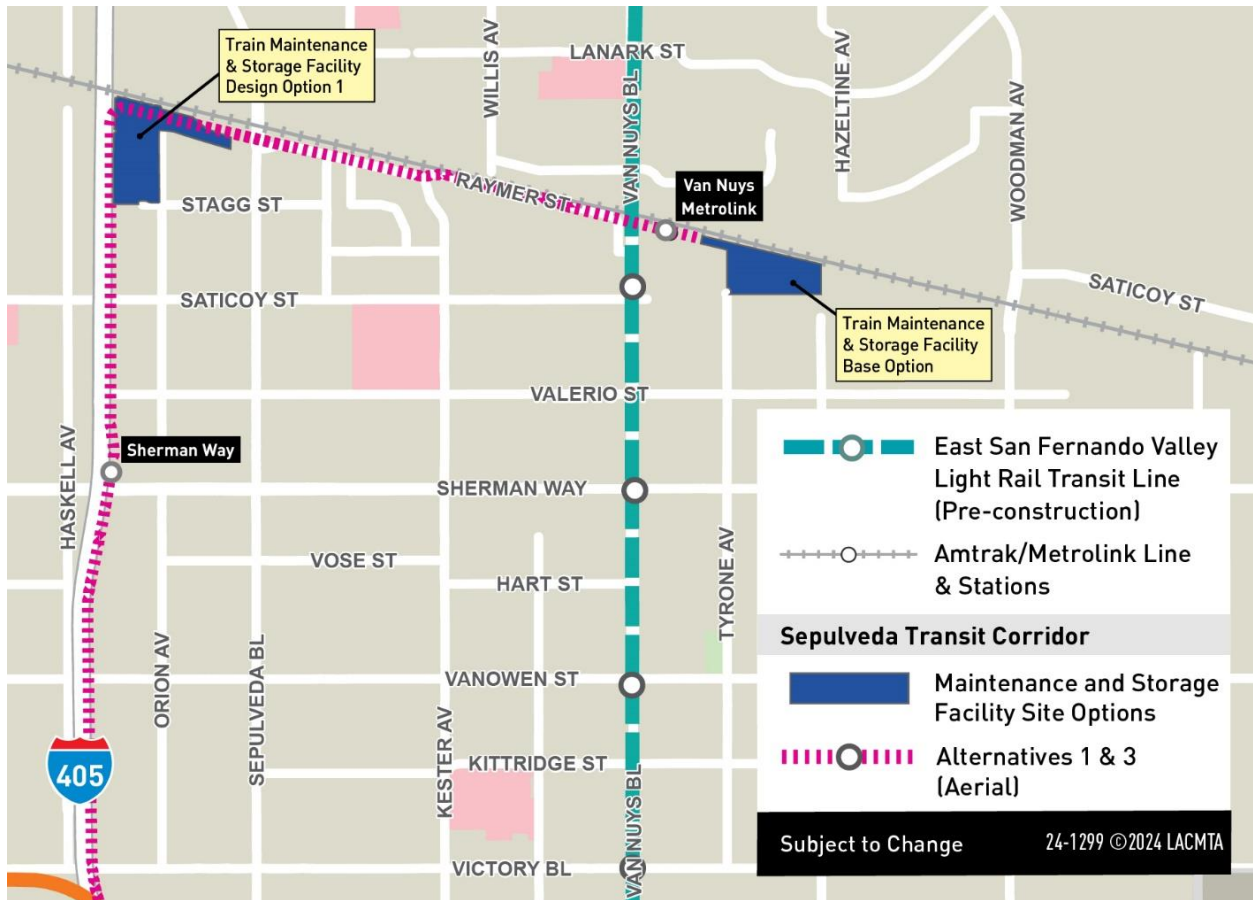 Train Maintenance
& Storage Facility
Design Option 1
WILLIS AV
LANARK ST
VAN NUYS BL
HAZELTINE AV
WOODMAN AV
RAYMER ST
Van Nuys
Metrolink
STAGG ST
SATICOY ST
SATICOY ST
Train Maintenance
& Storage Facility
Base Option
VALERIO ST
HASKELL AV
Sherman Way
SHERMAN WAY
VOSE ST
HART ST
TYRONE AV
ORION AV
SEPULVEDA BL
VANOWEN ST
KESTER AV
KITTRIDGE ST
405
VAN NUYS BL
VICTORY BL
East San Fernando Valley
Light Rail Transit Line
(Pre-construction)
Amtrak/Metrolink Line
& Stations
Sepulveda Transit Corridor
Maintenance and Storage
Facility Site Options
Alternatives 1 & 3
(Aerial)
Subject to Change
24-1299 ©2024 LACMTA